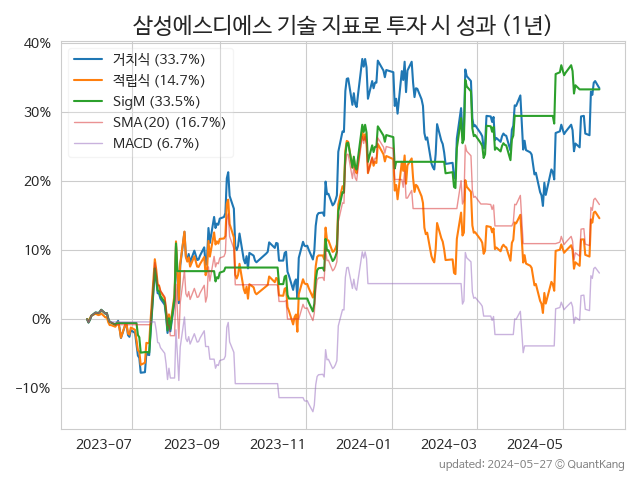 삼성에스디에스 기술 지표로 투자 시 성과 (1년)
거치식 (33.7%)
적립식 (14.7%)
SigM (33.5%)
SMA(20) (16.7%)
MACD (6.7%)
40%
30%
20%
10%
0%
−10%
2023-07 2023-09 2023-11 2024-01 2024-03 2024-05
updated: 2024-05-27 © QuantKang